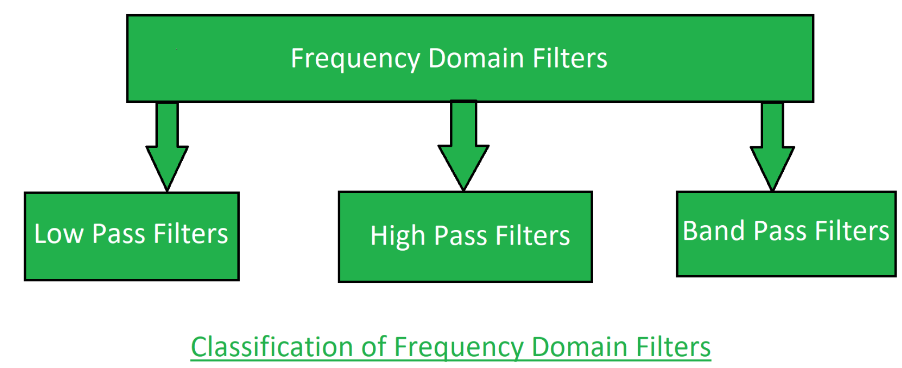 Frequency Domain Filters
Low Pass Filters
High Pass Filters
Band Pass Filters
Classification of Frequency Domain Filters